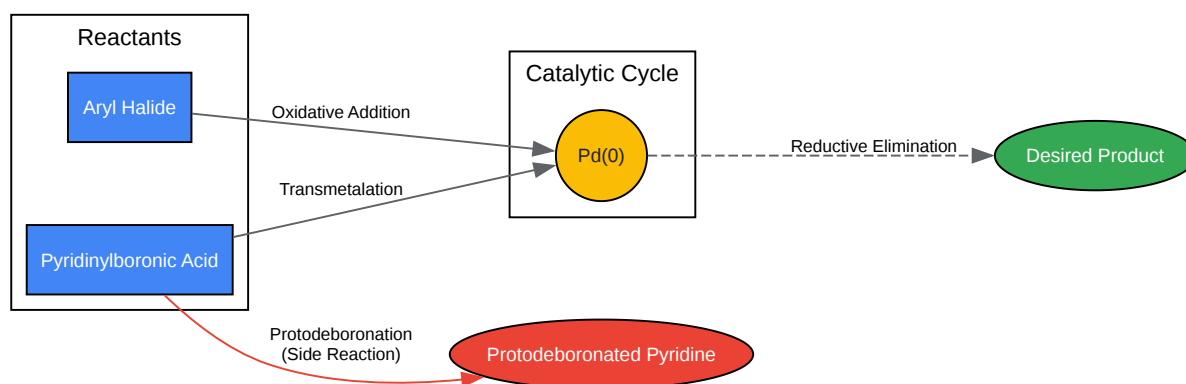 Reactants
Aryl Halide
Oxidative Addition
Transmetalation
Pyridinylboronic Acid
Catalytic Cycle
Pd(0)
Reductive Elimination
Desired Product
Protodeboronation
(Side Reaction)
Protodeboronated Pyridine